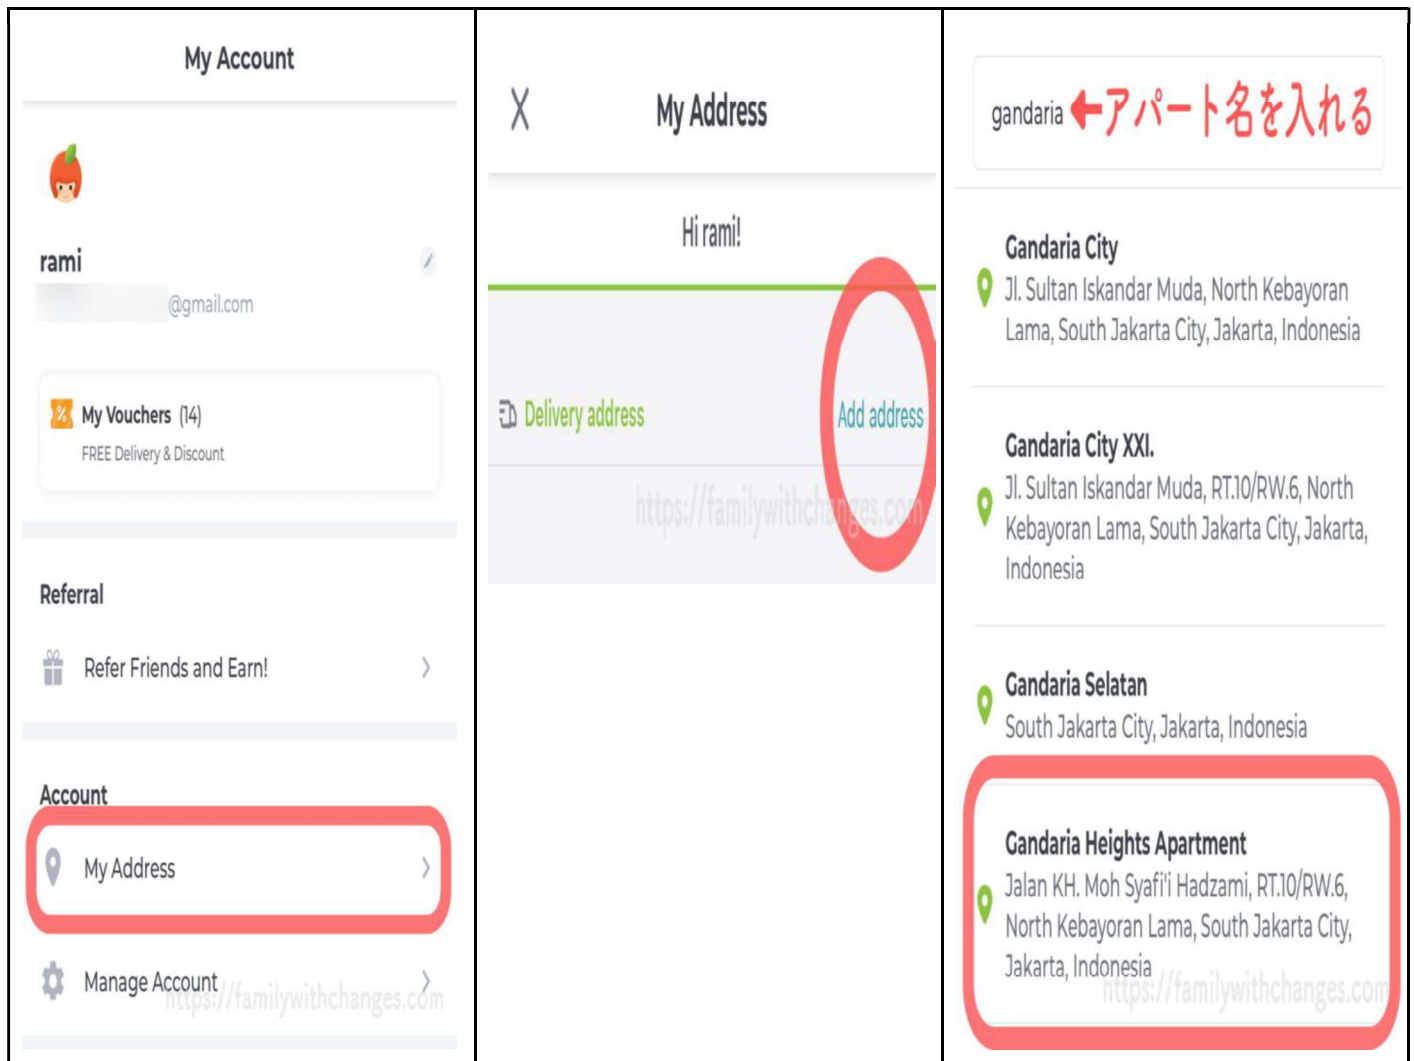 My Account
rami
@gmail.com
My Vouchers (14)
FREE Delivery & Discount
Referral
Refer Friends and Earn!
Account
My Address
Manage Account
https://familywithchanges.com
X
My Address
Hi rami!
Delivery address
Add address
https://familywithchanges.com
gandaria ←アパート名を入れる
Gandaria City
Jl. Sultan Iskandar Muda, North Kebayoran
Lama, South Jakarta City, Jakarta, Indonesia
Gandaria City XXI.
Jl. Sultan Iskandar Muda, RT.10/RW.6, North
Kebayoran Lama, South Jakarta City, Jakarta,
Indonesia
Gandaria Selatan
South Jakarta City, Jakarta, Indonesia
Gandaria Heights Apartment
Jalan KH. Moh Syafi'i Hadzami, RT.10/RW.6,
North Kebayoran Lama, South Jakarta City,
Jakarta, Indonesia
https://familywithchanges.com